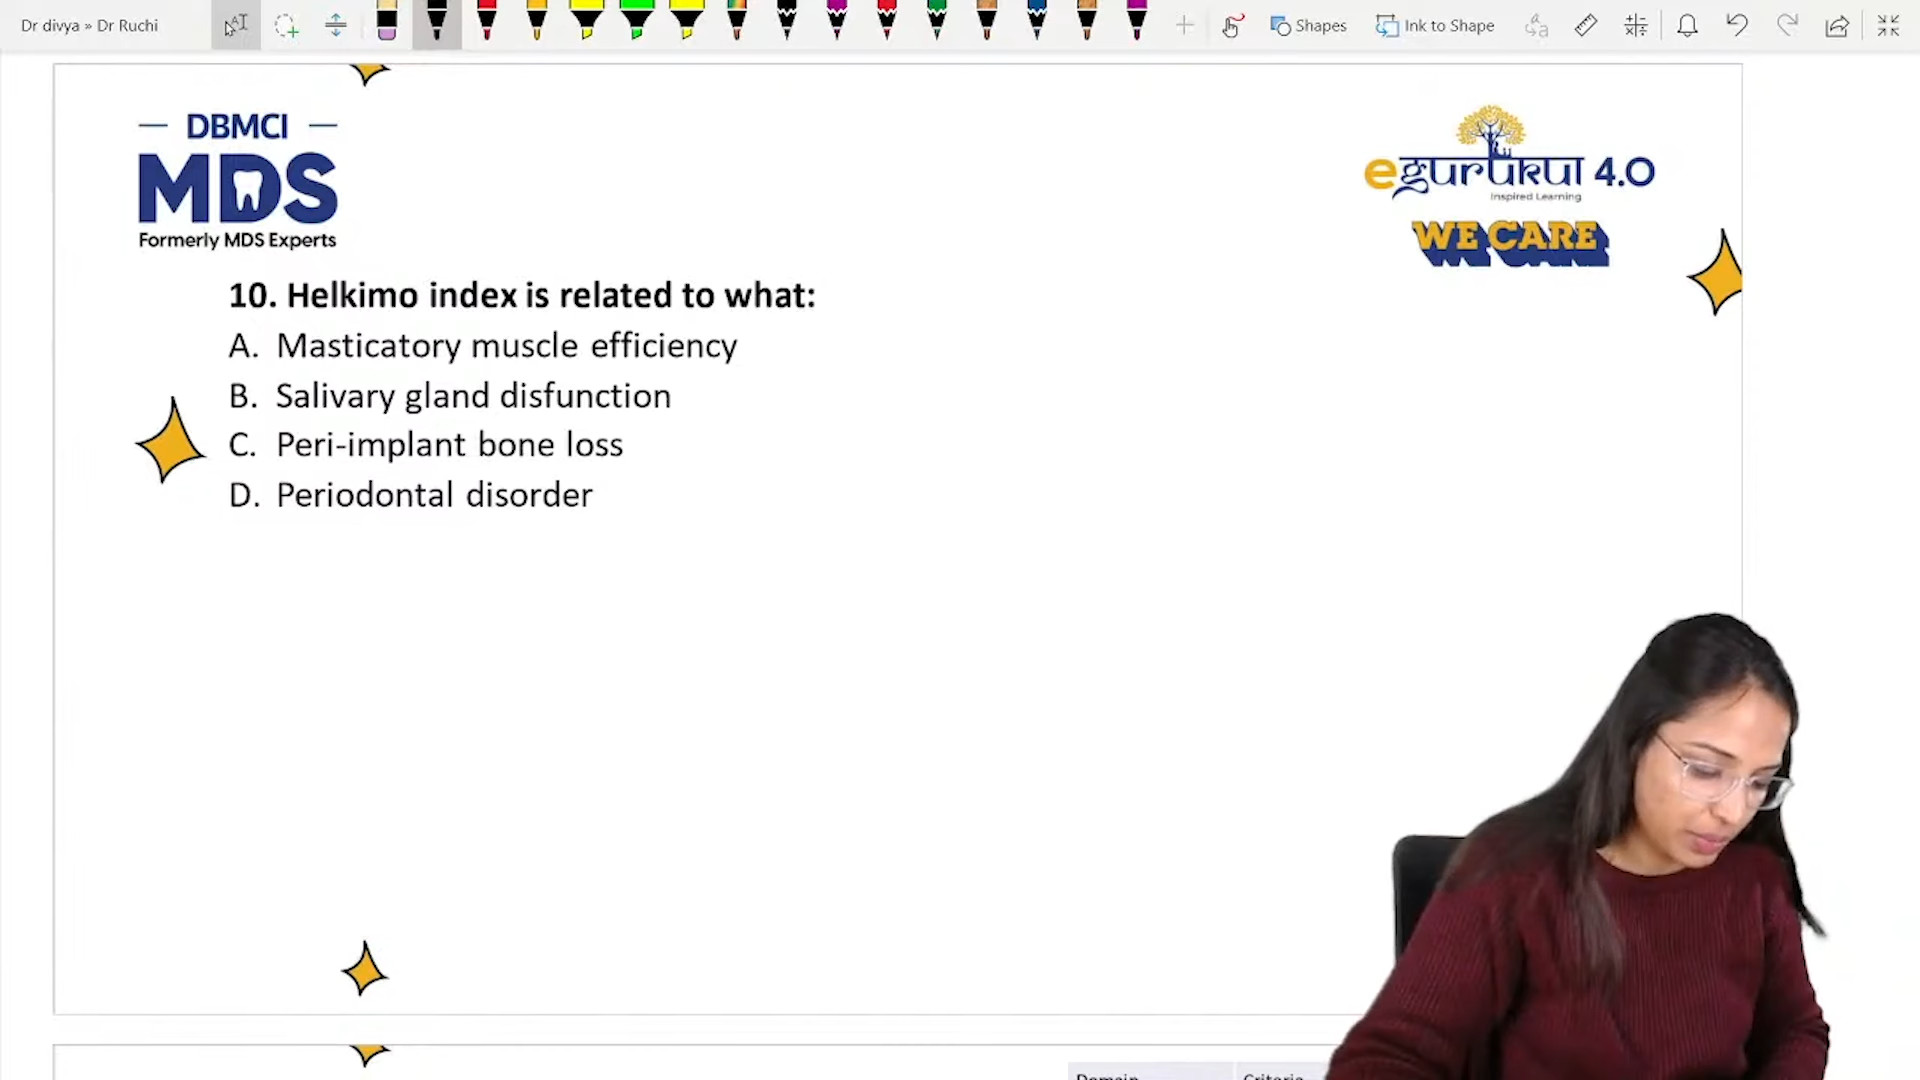 Dr divya » Dr Ruchi
Shapes
Ink to Shape
DBMCI
MDS
Formerly MDS Experts
egurukul 4.0
Inspired Learning
WE CARE
10. Helkimo index is related to what:
A. Masticatory muscle efficiency
B. Salivary gland disfunction
C. Peri-implant bone loss
D. Periodontal disorder
Domain Criteria